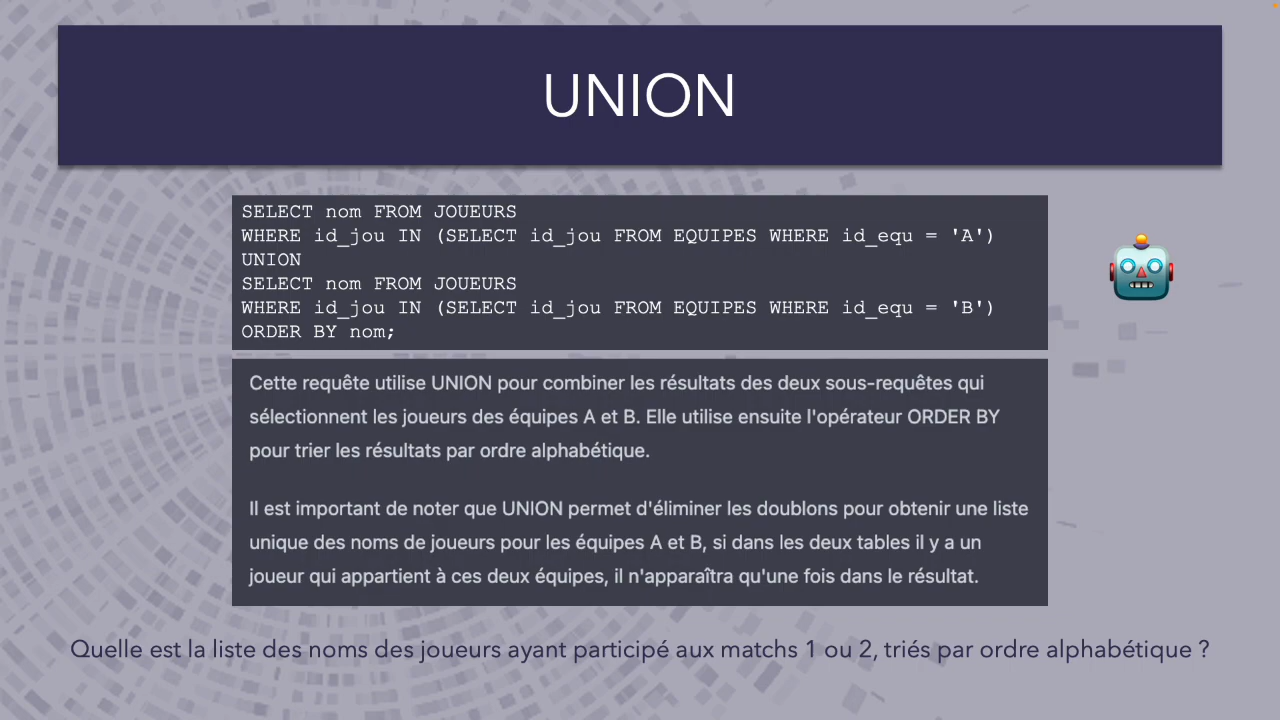 UNION
SELECT nom FROM JOUEURS
WHERE id_jou IN (SELECT id_jou FROM EQUIPES WHERE id_equ = 'A')
UNION
SELECT nom FROM JOUEURS
WHERE id_jou IN (SELECT id_jou FROM EQUIPES WHERE id_equ = 'B')
ORDER BY nom;
Cette requête utilise UNION pour combiner les résultats des deux sous-requêtes qui
sélectionnent les joueurs des équipes A et B. Elle utilise ensuite l'opérateur ORDER BY
pour trier les résultats par ordre alphabétique.
Il est important de noter que UNION permet d'éliminer les doublons pour obtenir une liste
unique des noms de joueurs pour les équipes A et B, si dans les deux tables il y a un
joueur qui appartient à ces deux équipes, il n'apparaîtra qu'une fois dans le résultat.
Quelle est la liste des noms des joueurs ayant participé aux matchs 1 ou 2, triés par ordre alphabétique ?